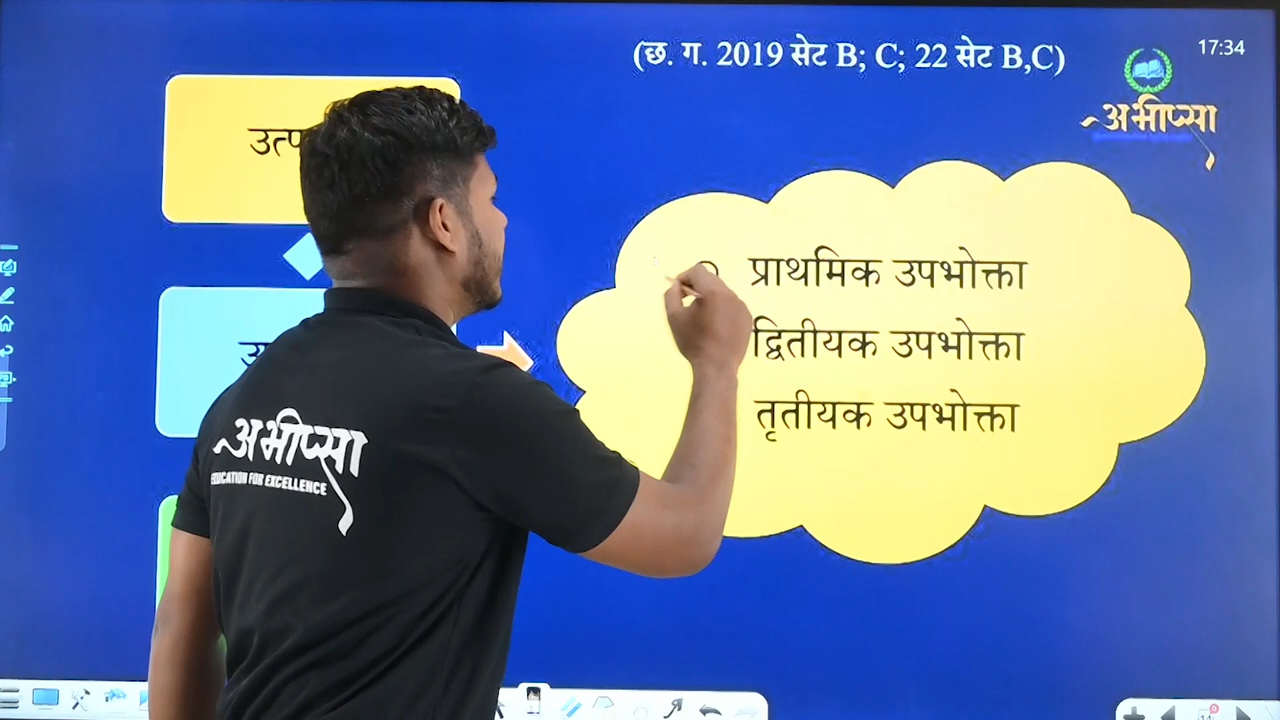 (छ. ग. 2019 सेट B; C; 22 सेट B,C)
17:34
अभीप्सा
प्राथमिक उपभोक्ता
द्वितीयक उपभोक्ता
तृतीयक उपभोक्ता
अभीप्सा
EDUCATION FOR EXCELLENCE